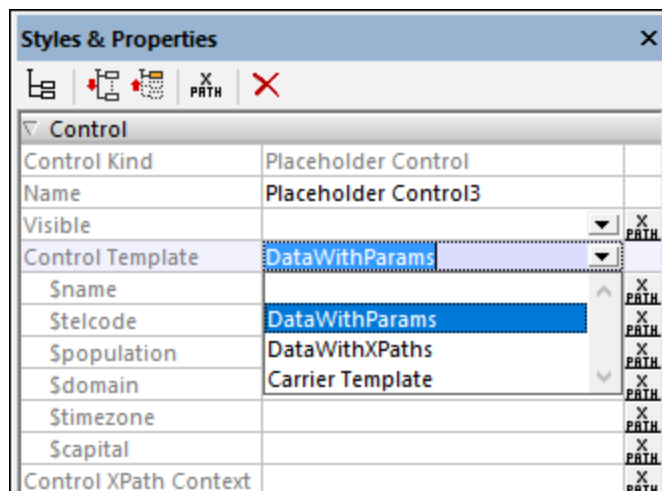 Styles & Properties
X
PATH
Control
Control Kind Placeholder Control
Name Placeholder Control3
Visible X PATH
Control Template DataWithParams
$name X PATH
$telcode DataWithParams X PATH
$population DataWithXPaths X PATH
$domain Carrier Template X PATH
$timezone X PATH
$capital X PATH
Control XPath Context X PATH